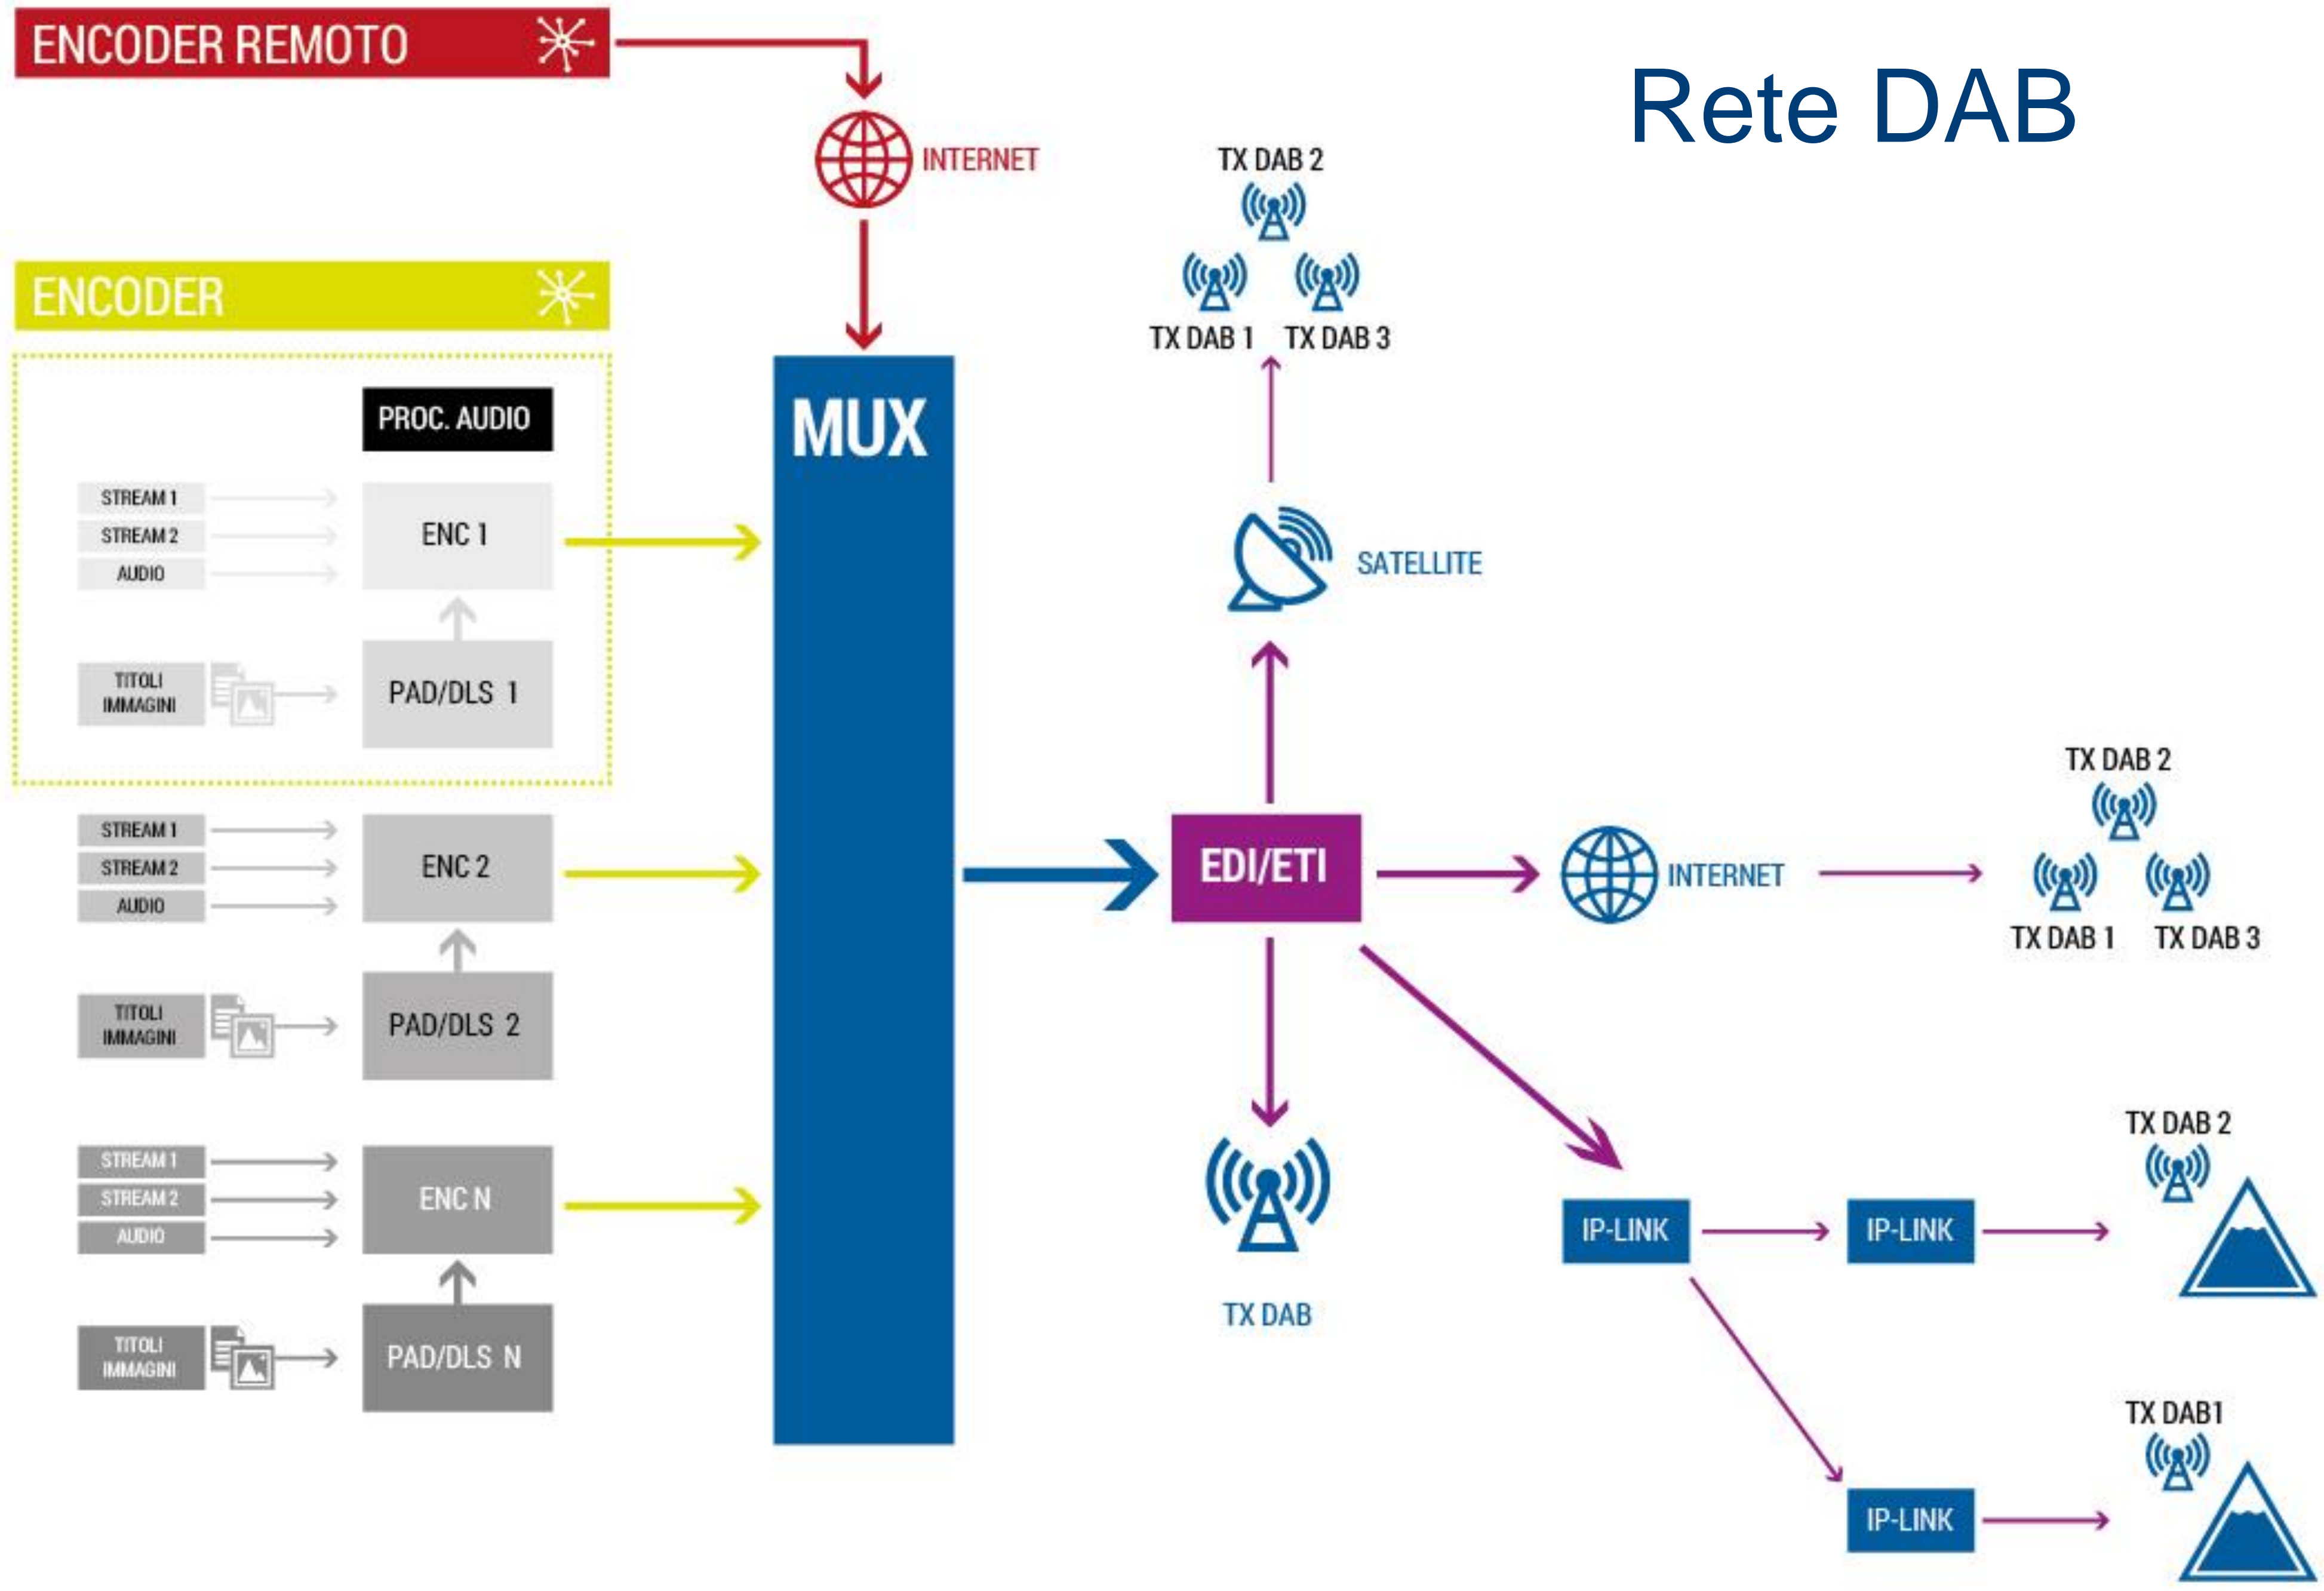 Rete DAB
ENCODER REMOTO
INTERNET
ENCODER
PROC. AUDIO
STREAM 1
STREAM 2
AUDIO
ENC 1
TITOLI
IMMAGINI
PAD/DLS 1
STREAM 1
STREAM 2
AUDIO
ENC 2
TITOLI
IMMAGINI
PAD/DLS 2
STREAM 1
STREAM 2
AUDIO
ENC N
TITOLI
IMMAGINI
PAD/DLS N
MUX
TX DAB 2
TX DAB 1
TX DAB 3
SATELLITE
EDI/ETI
INTERNET
TX DAB 2
TX DAB 1
TX DAB 3
TX DAB
IP-LINK
IP-LINK
TX DAB 2
IP-LINK
TX DAB1